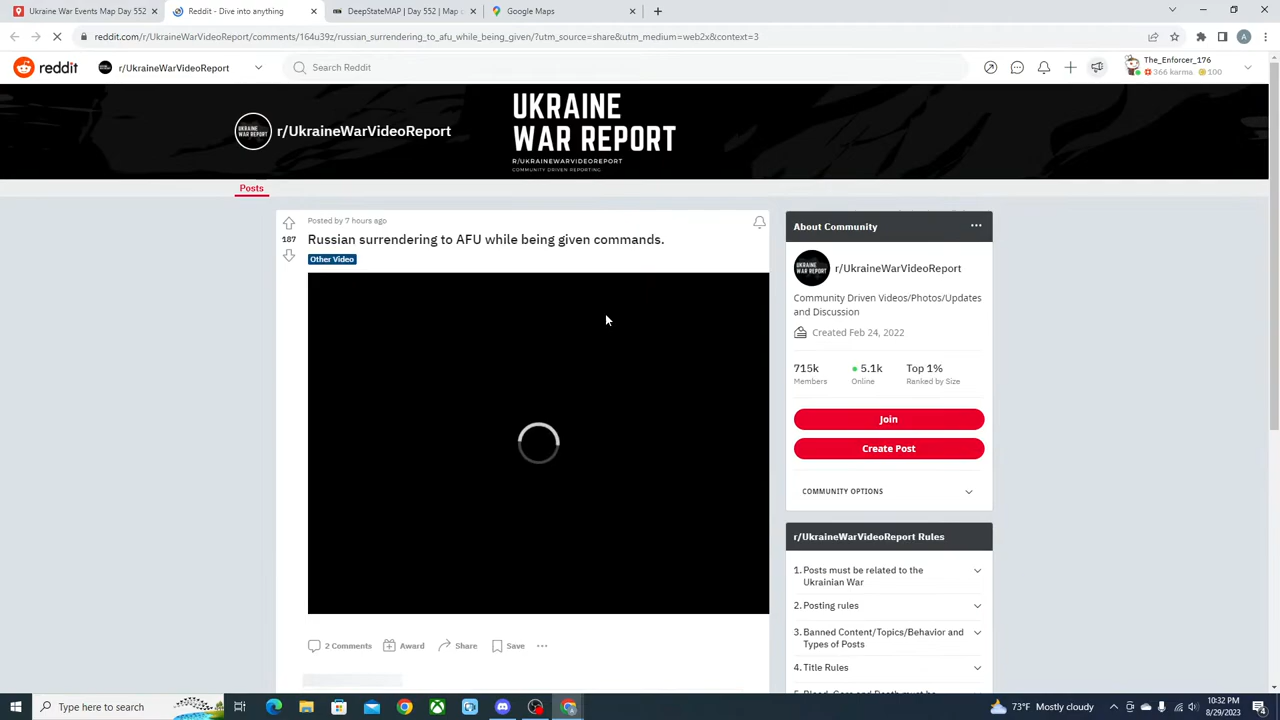 Ukraine War Events Map Day 552
Reddit - Dive into anything
DeepStateMAP | Day 552 | Map o
Google Maps
reddit.com/r/UkraineWarVideoReport/comments/164u39z/russian_surrendering_to_afu_while_being_given/?utm_source=share&utm_medium=web2x&context=3
A
reddit
r/UkraineWarVideoReport
Search Reddit
The_Enforcer_176
366 karma 100
UKRAINE
WAR REPORT
R/UKRAINEWARVIDEOREPORT
COMMUNITY DRIVEN REPORTING.
WAR REPORT
r/UkraineWarVideoReport
Posts
Posted by 7 hours ago
187
Russian surrendering to AFU while being given commands.
Other Video
2 Comments
Award
Share
Save
About Community
UKRAINE
WAR REPORT
r/UkraineWarVideoReport
Community Driven Videos/Photos/Updates
and Discussion
Created Feb 24, 2022
715k 5.1k Top 1%
Members Online Ranked by Size
Join
Create Post
COMMUNITY OPTIONS
r/UkraineWarVideoReport Rules
1. Posts must be related to the
Ukrainian War
2. Posting rules
3. Banned Content/Topics/Behavior and
Types of Posts
4. Title Rules
Type here to search
73°F Mostly cloudy
10:32 PM
8/29/2023